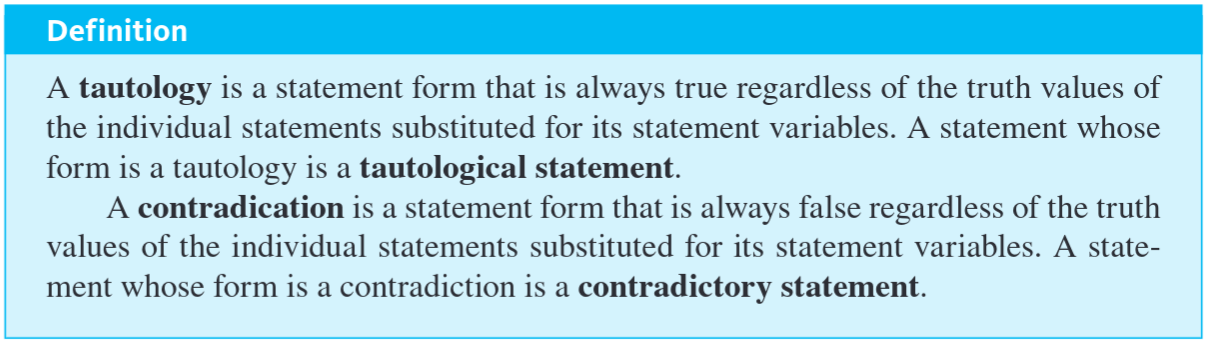 Definition
A tautology is a statement form that is always true regardless of the truth values of
the individual statements substituted for its statement variables. A statement whose
form is a tautology is a tautological statement.
A contradication is a statement form that is always false regardless of the truth
values of the individual statements substituted for its statement variables. A state-
ment whose form is a contradiction is a contradictory statement.